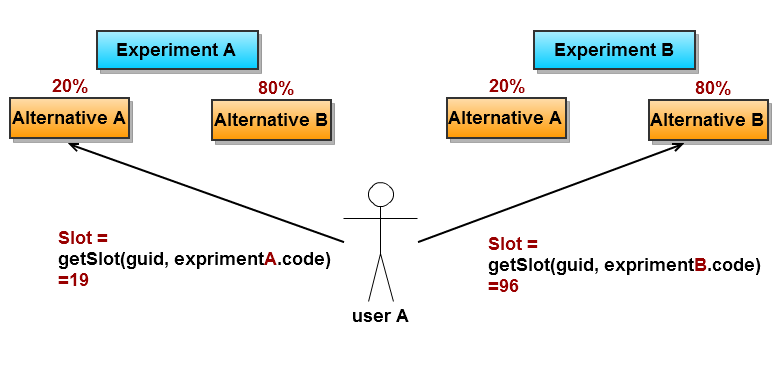 Experiment A
Experiment B
20%
80%
20%
80%
Alternative A
Alternative B
Alternative A
Alternative B
Slot =
getSlot(guid, exprimentA.code)
=19
Slot =
getSlot(guid, exprimentB.code)
=96
user A